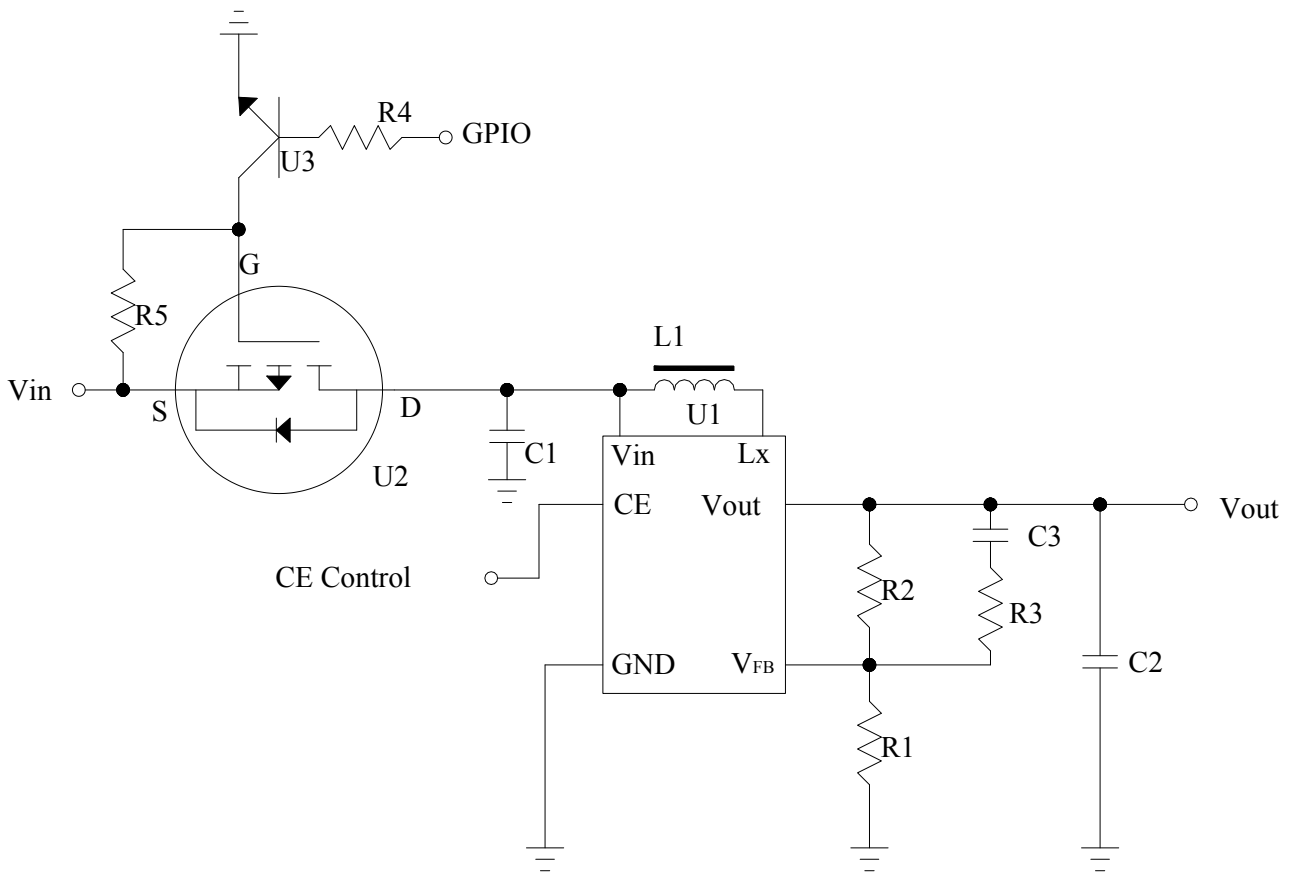 R4
GPIO
U3
G
R5
L1
Vin
S
D
U1
C1
Vin
Lx
U2
CE
Vout
Vout
C3
CE Control
R2
R3
GND
VFB
C2
R1